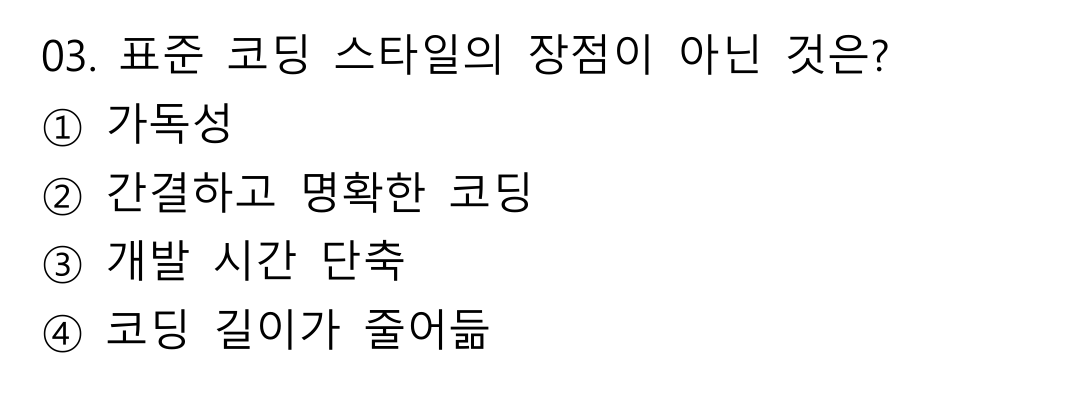 03. 표준 코딩 스타일의 장점이 아닌 것은?
① 가독성
② 간결하고 명확한 코딩
③ 개발 시간 단축
④ 코딩 길이가 줄어듦